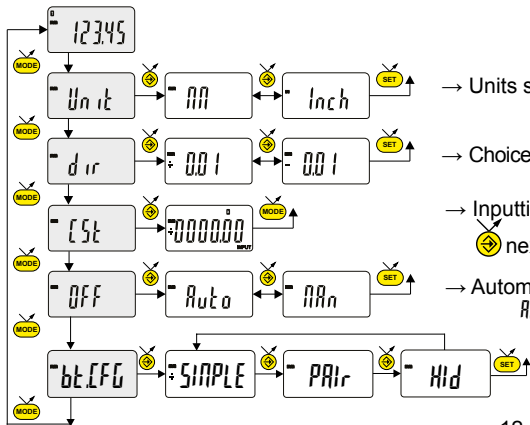 123.45
MODE
Unit MM Inch SET → Units s
MODE
dir + 0.01 - 0.01 SET → Choice
MODE
CSt + 0000.00 INPUT MODE → Inputti
ne
MODE
OFF Auto MAn SET → Autom
A
MODE
bt.CFG SIMPLE PAIr HId SET
MODE